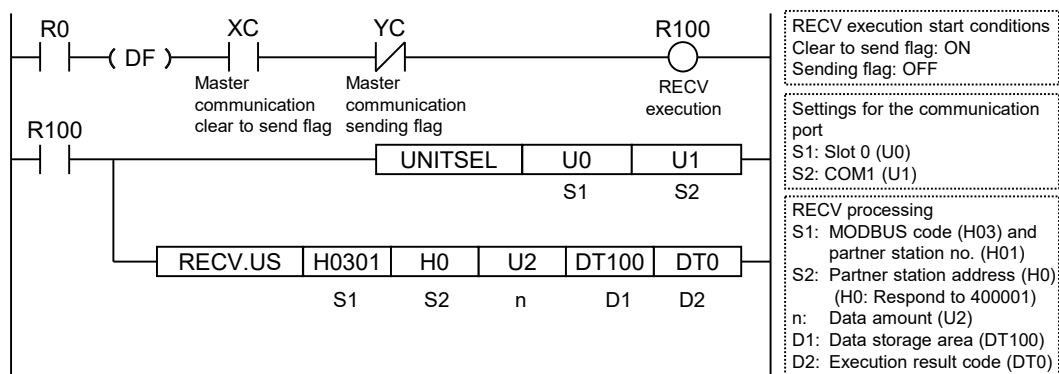 R0
XC
YC
R100
( DF )
Master
communication
clear to send flag
Master
communication
sending flag
RECV
execution
R100
UNITSEL U0 U1
S1 S2
RECV.US H0301 H0 U2 DT100 DT0
S1 S2 n D1 D2
RECV execution start conditions
Clear to send flag: ON
Sending flag: OFF
Settings for the communication
port
S1: Slot 0 (U0)
S2: COM1 (U1)
RECV processing
S1: MODBUS code (H03) and
partner station no. (H01)
S2: Partner station address (H0)
(H0: Respond to 400001)
n: Data amount (U2)
D1: Data storage area (DT100)
D2: Execution result code (DT0)